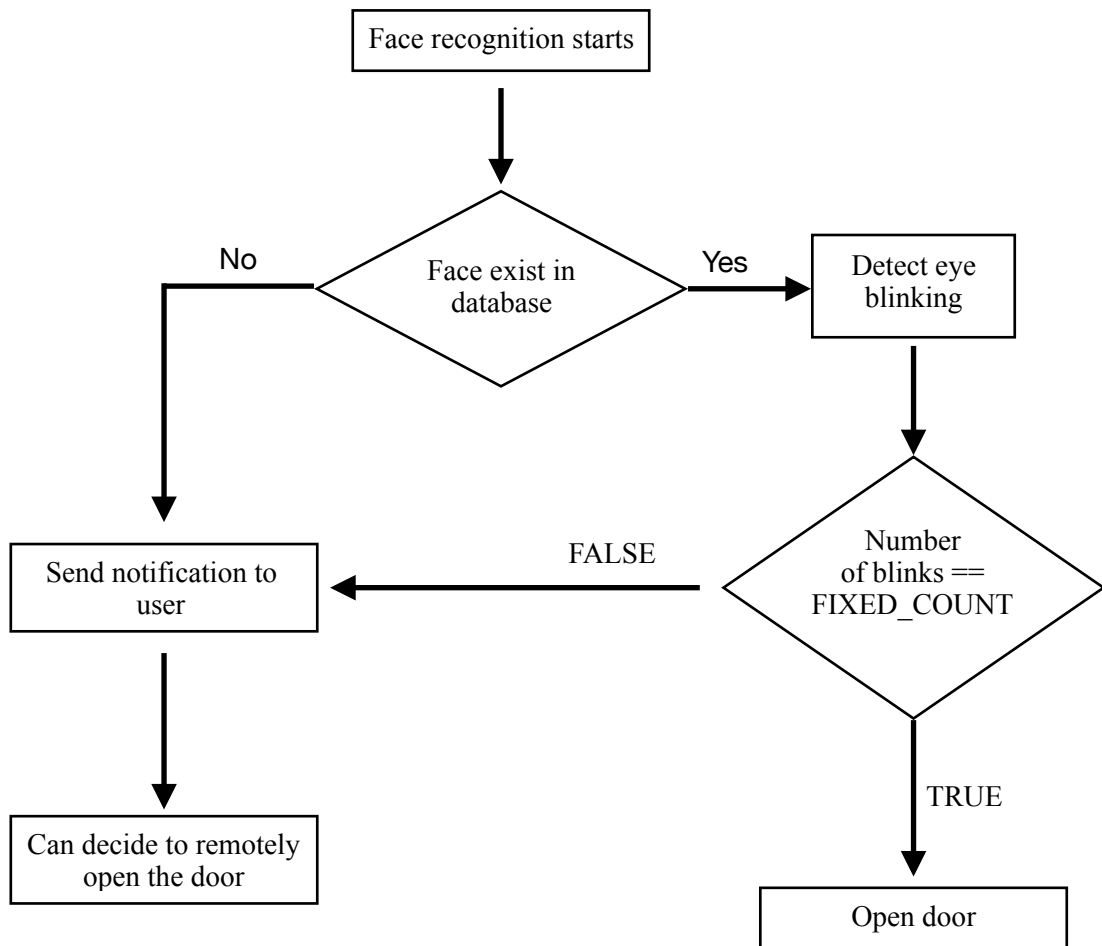 Face recognition starts
No
Face exist in
database
Yes
Detect eye
blinking
Number
of blinks ==
FIXED_COUNT
FALSE
Send notification to
user
TRUE
Can decide to remotely
open the door
Open door